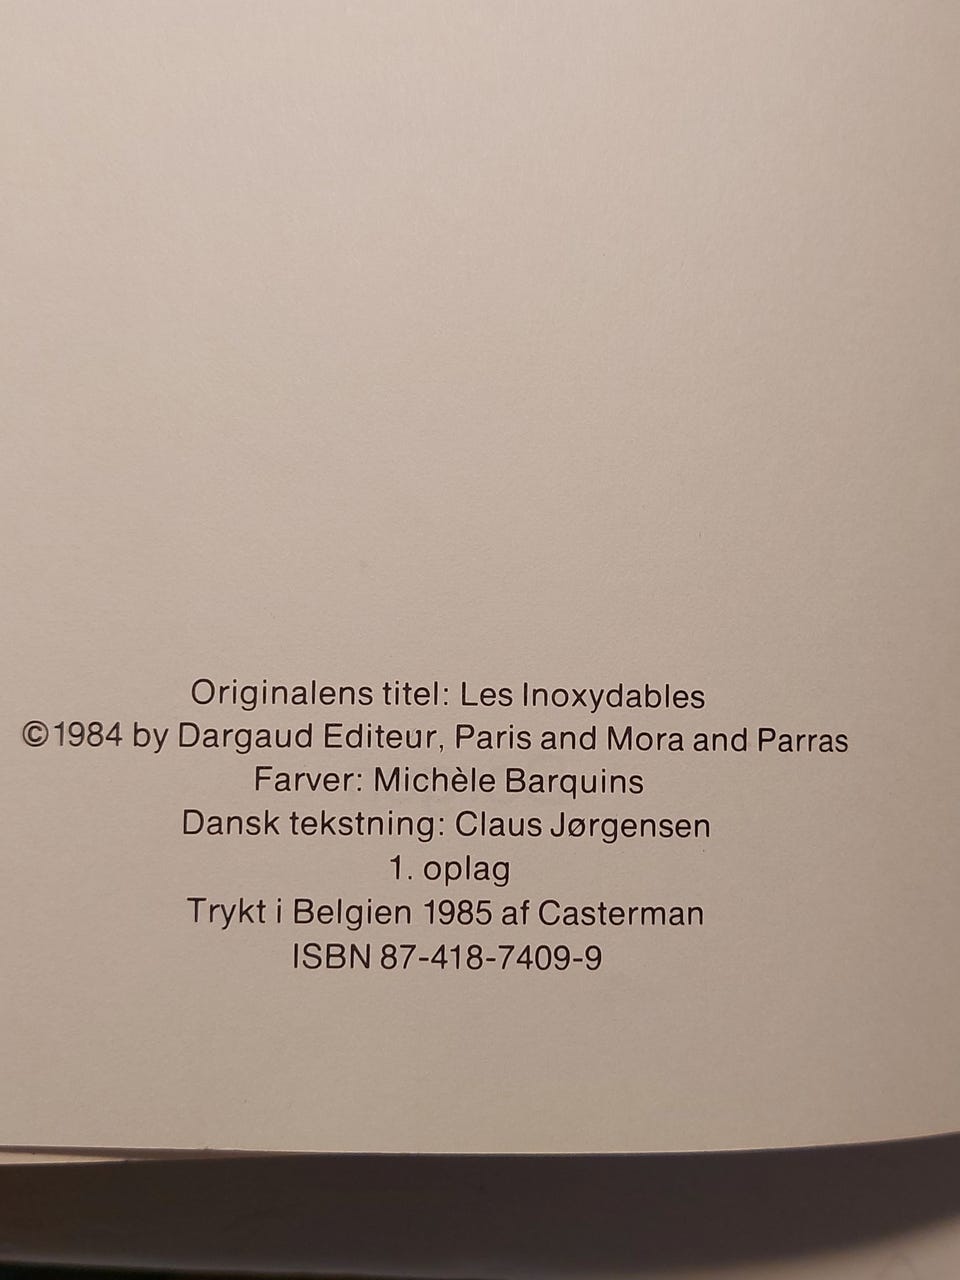 Originalens titel: Les Inoxydables
©1984 by Dargaud Editeur, Paris and Mora and Parras
Farver: Michèle Barquins
Dansk tekstning: Claus Jørgensen
1. oplag
Trykt i Belgien 1985 af Casterman
ISBN 87-418-7409-9